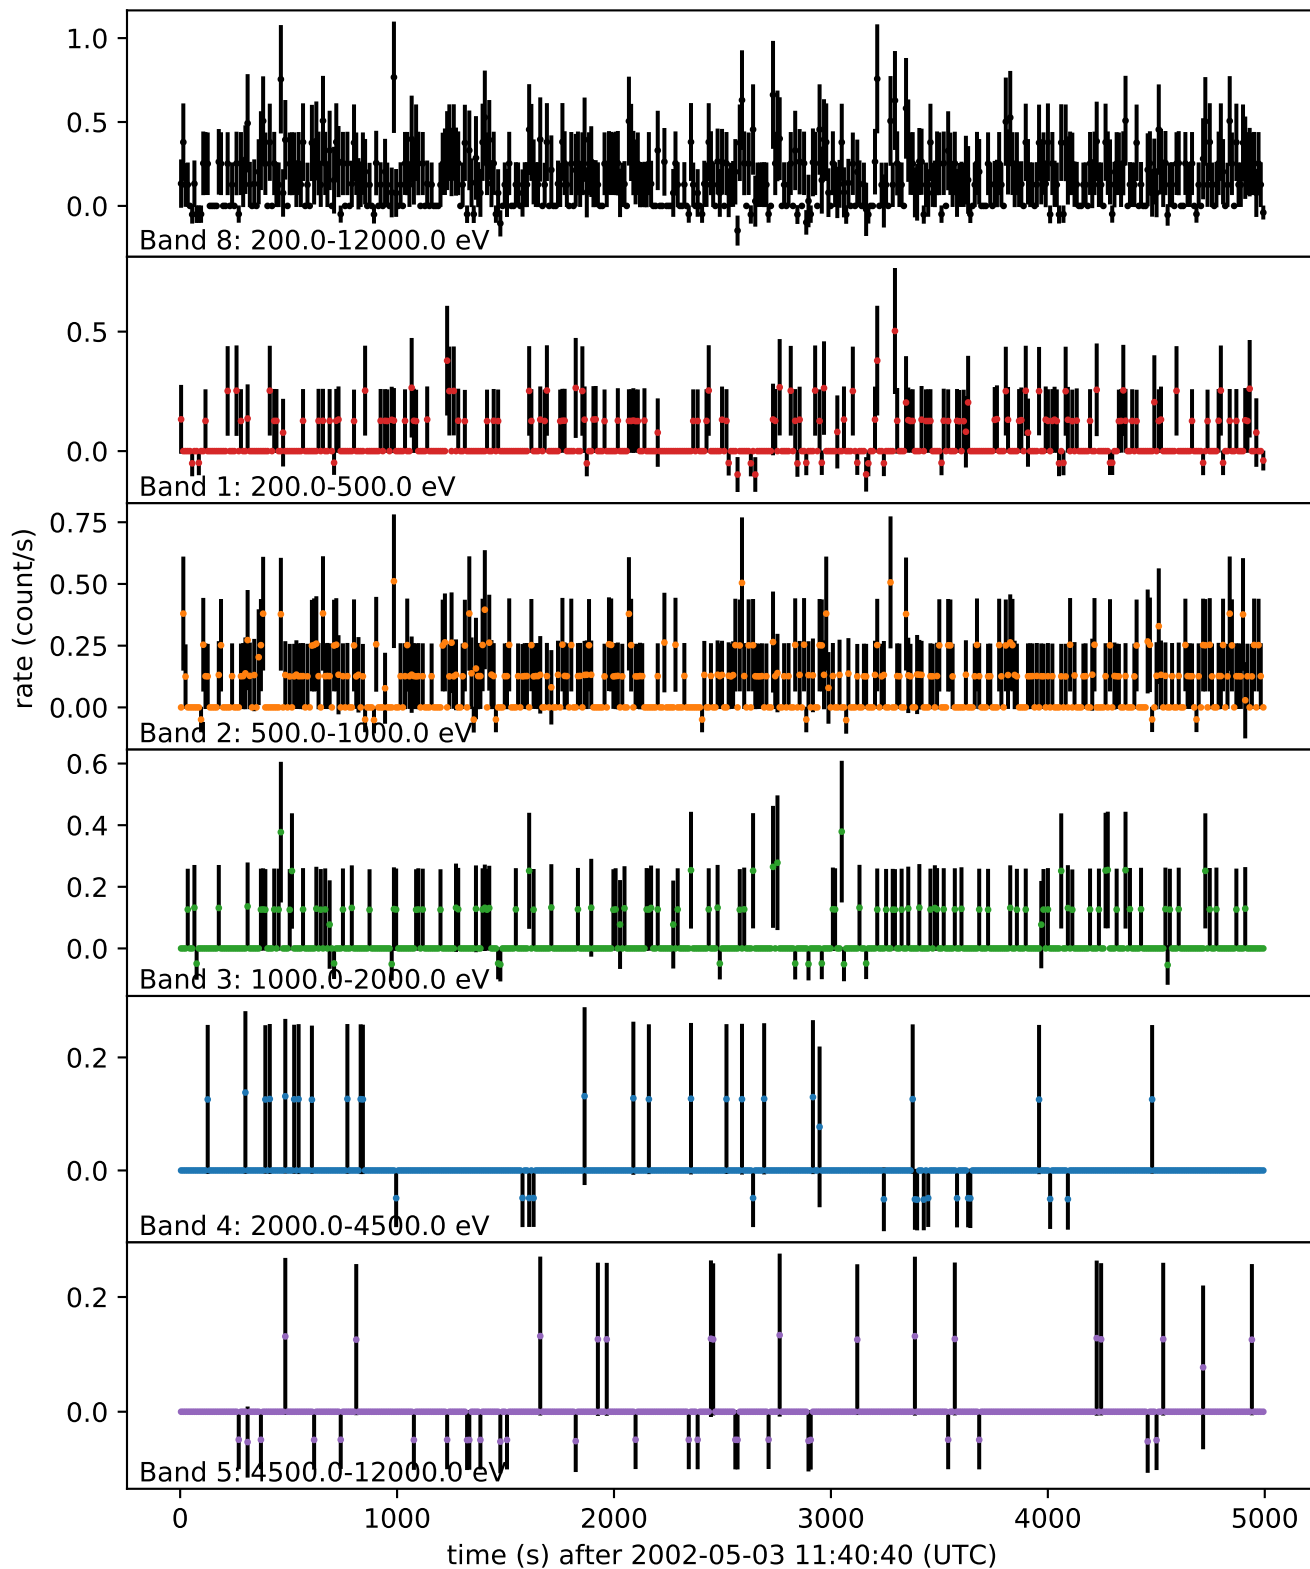 1.0
0.5
0.0
Band 8: 200.0-12000.0 eV
0.5
0.0
Band 1: 200.0-500.0 eV
rate (count/s)
0.75
0.50
0.25
0.00
Band 2: 500.0-1000.0 eV
0.6
0.4
0.2
0.0
Band 3: 1000.0-2000.0 eV
0.2
0.0
Band 4: 2000.0-4500.0 eV
0.2
0.0
Band 5: 4500.0-12000.0 eV
0 1000 2000 3000 4000 5000
time (s) after 2002-05-03 11:40:40 (UTC)